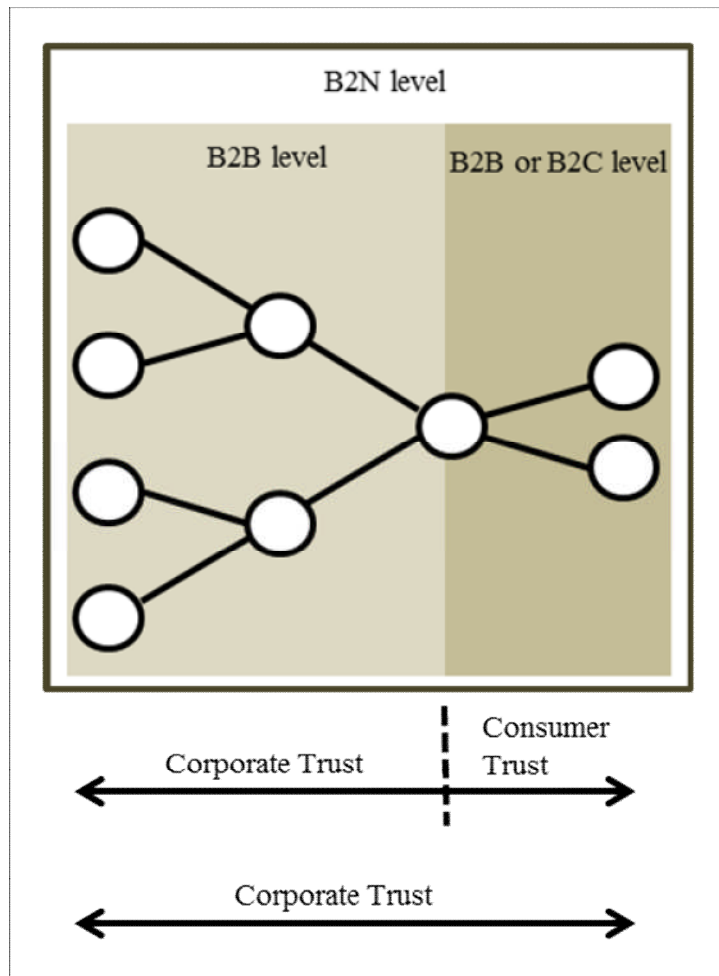 B2N level
B2B level
B2B or B2C level
Corporate Trust
Consumer
Trust
Corporate Trust